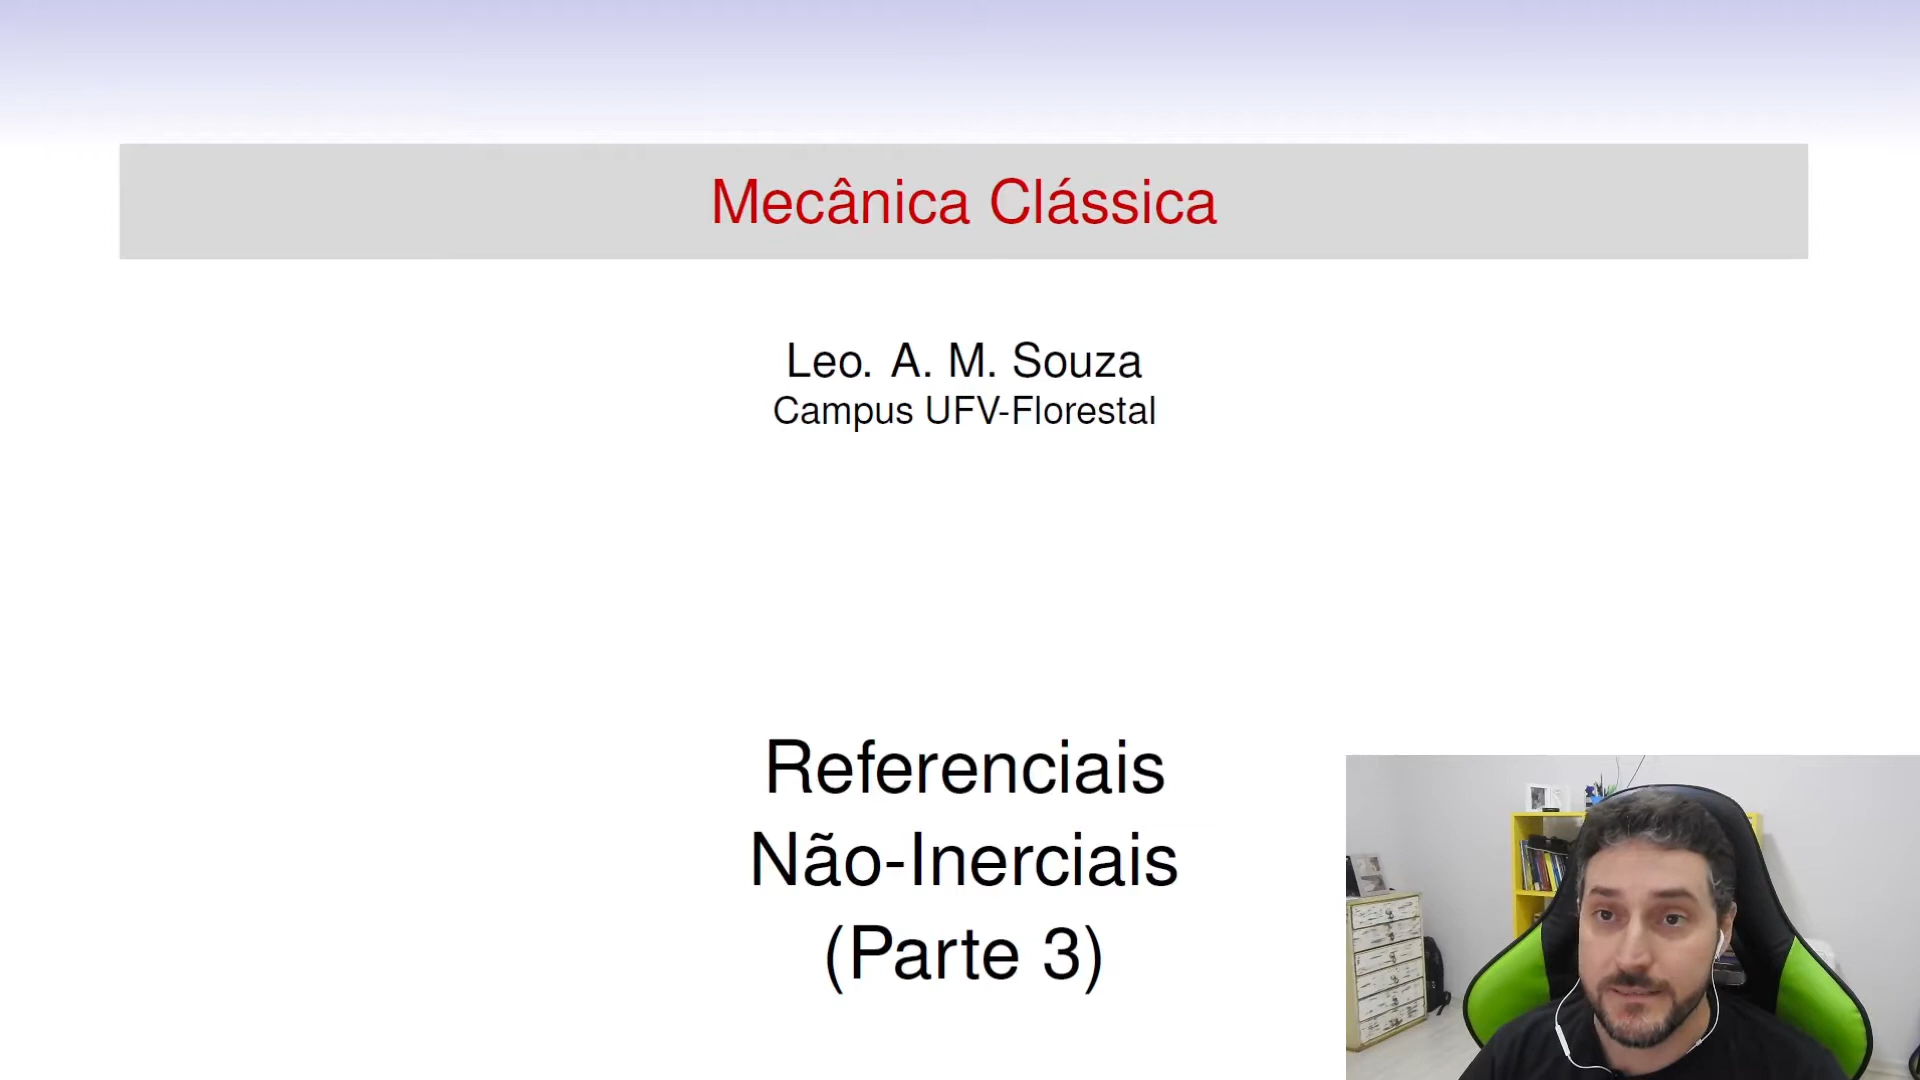 Mecânica Clássica
Leo. A. M. Souza
Campus UFV-Florestal
Referenciais
Não-Inerciais
(Parte 3)